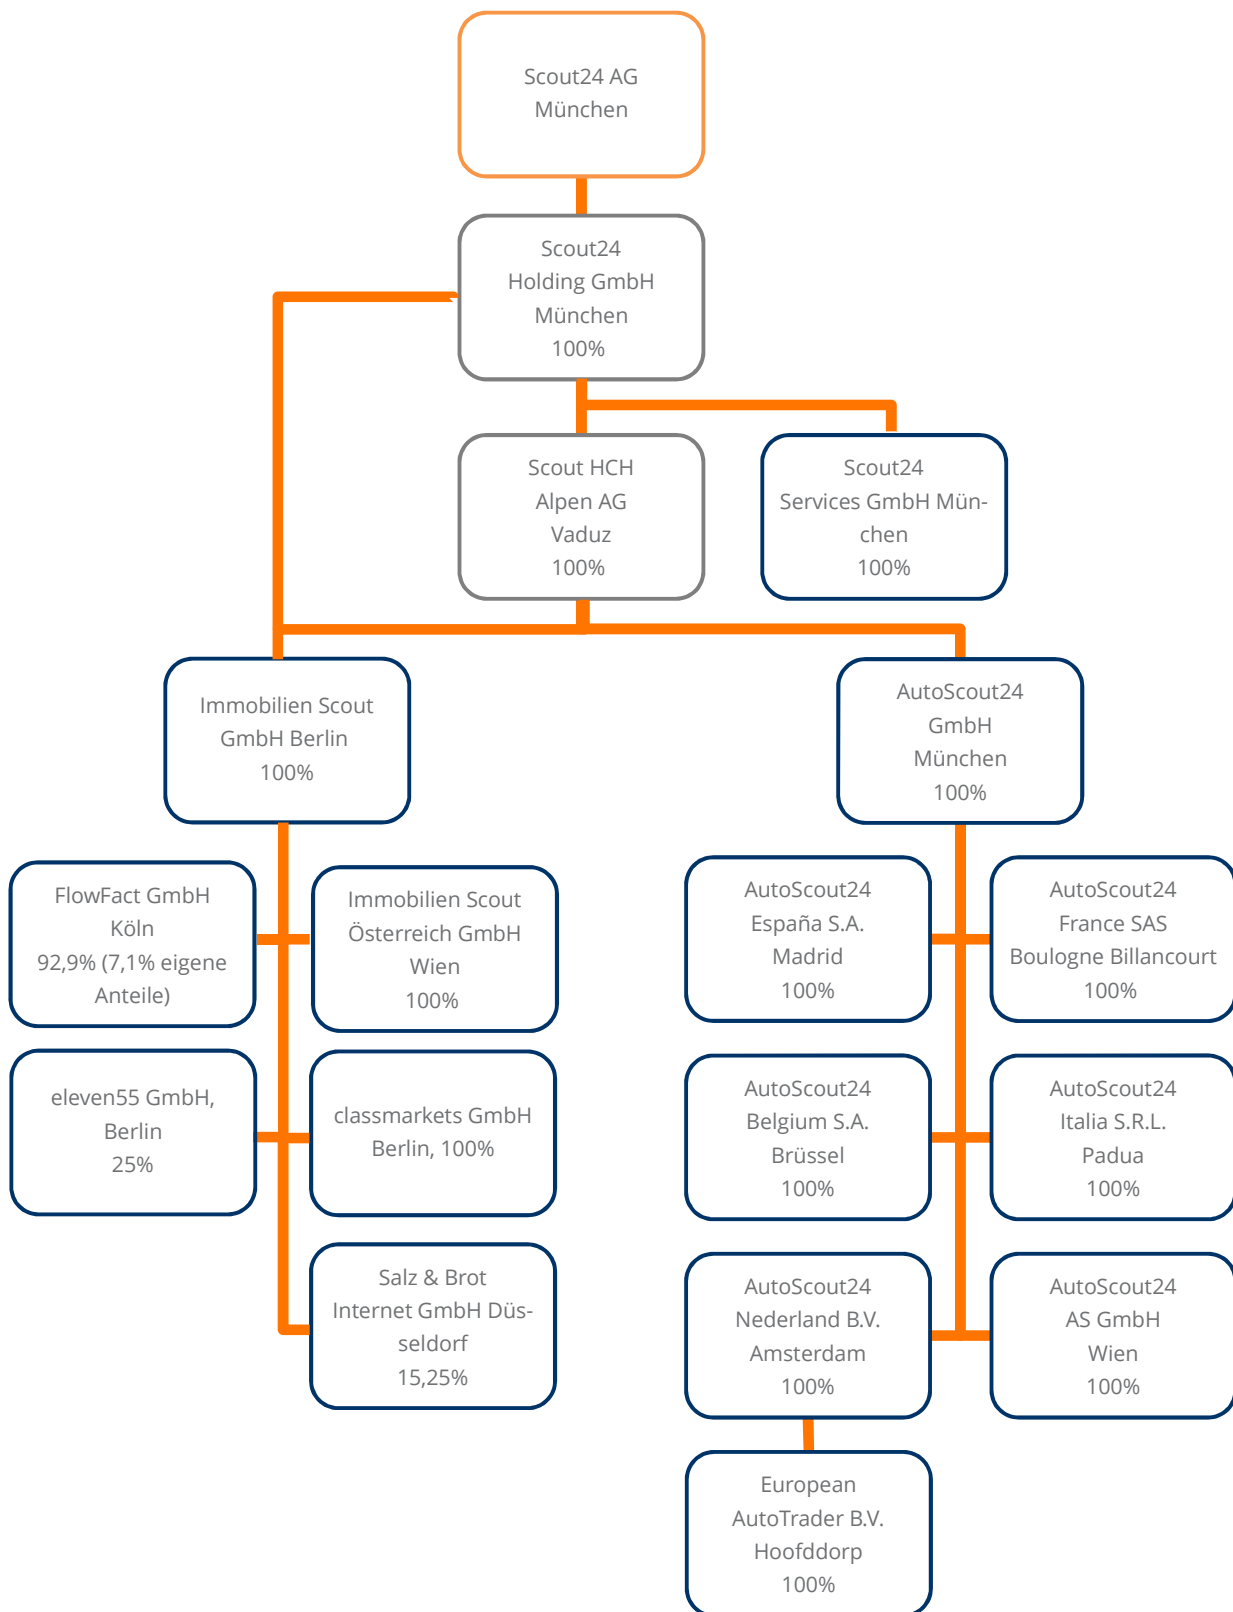 Scout24 AG
München
Scout24
Holding GmbH
München
100%
Scout HCH
Alpen AG
Vaduz
100%
Scout24
Services GmbH Mün-
chen
100%
Immobilien Scout
GmbH Berlin
100%
AutoScout24
GmbH
München
100%
FlowFact GmbH
Köln
92,9% (7,1% eigene
Anteile)
Immobilien Scout
Österreich GmbH
Wien
100%
AutoScout24
España S.A.
Madrid
100%
AutoScout24
France SAS
Boulogne Billancourt
100%
eleven55 GmbH,
Berlin
25%
classmarkets GmbH
Berlin, 100%
AutoScout24
Belgium S.A.
Brüssel
100%
AutoScout24
Italia S.R.L.
Padua
100%
Salz & Brot
Internet GmbH Düs-
seldorf
15,25%
AutoScout24
Nederland B.V.
Amsterdam
100%
AutoScout24
AS GmbH
Wien
100%
European
AutoTrader B.V.
Hoofddorp
100%